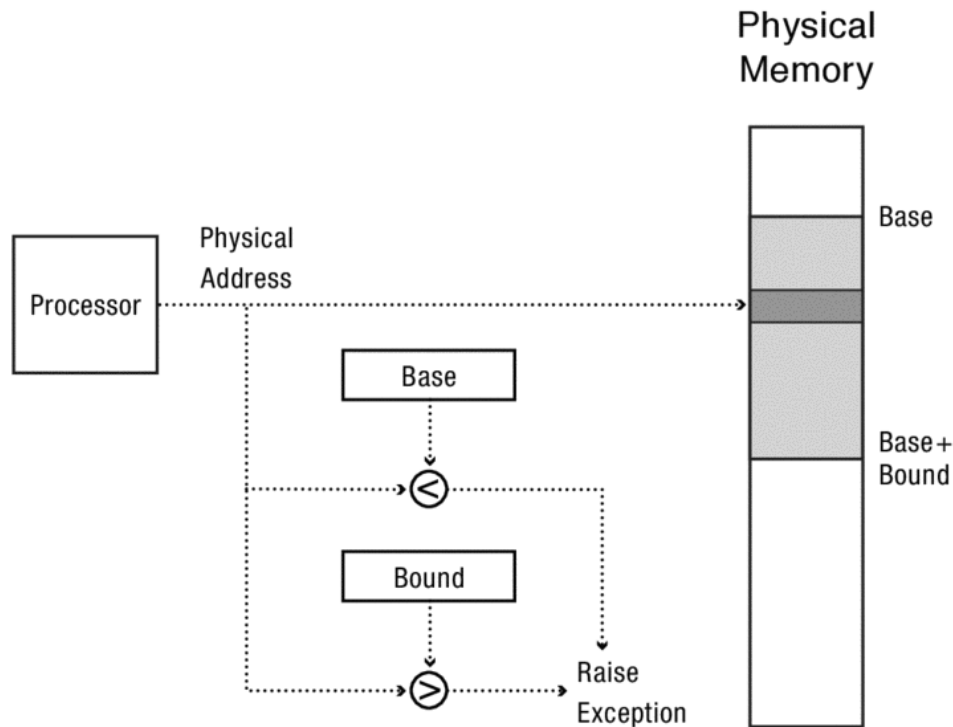 Physical
Memory
Base
Physical
Address
Processor
Base
<
Base+
Bound
Bound
>
Raise
Exception